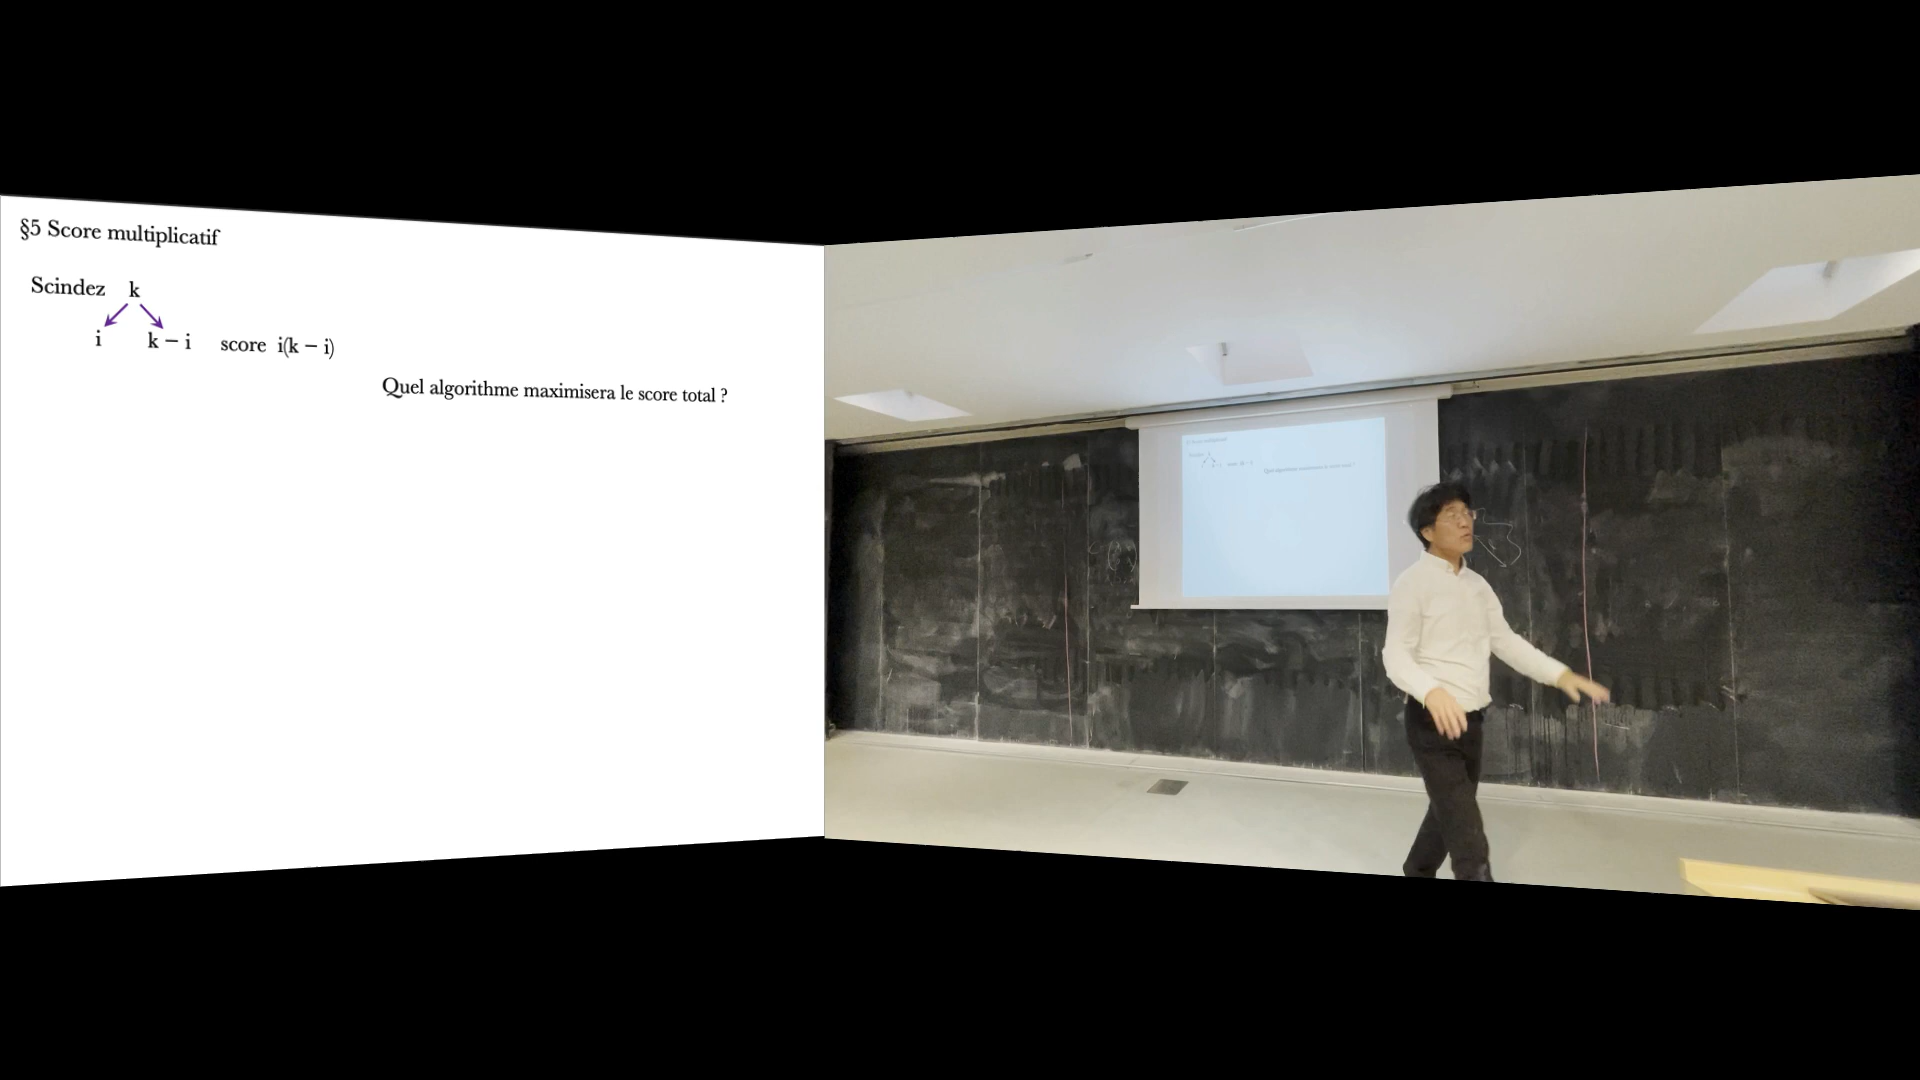 §5 Score multiplicatif
Scindez k
i k − i score i(k − i)
Quel algorithme maximisera le score total ?